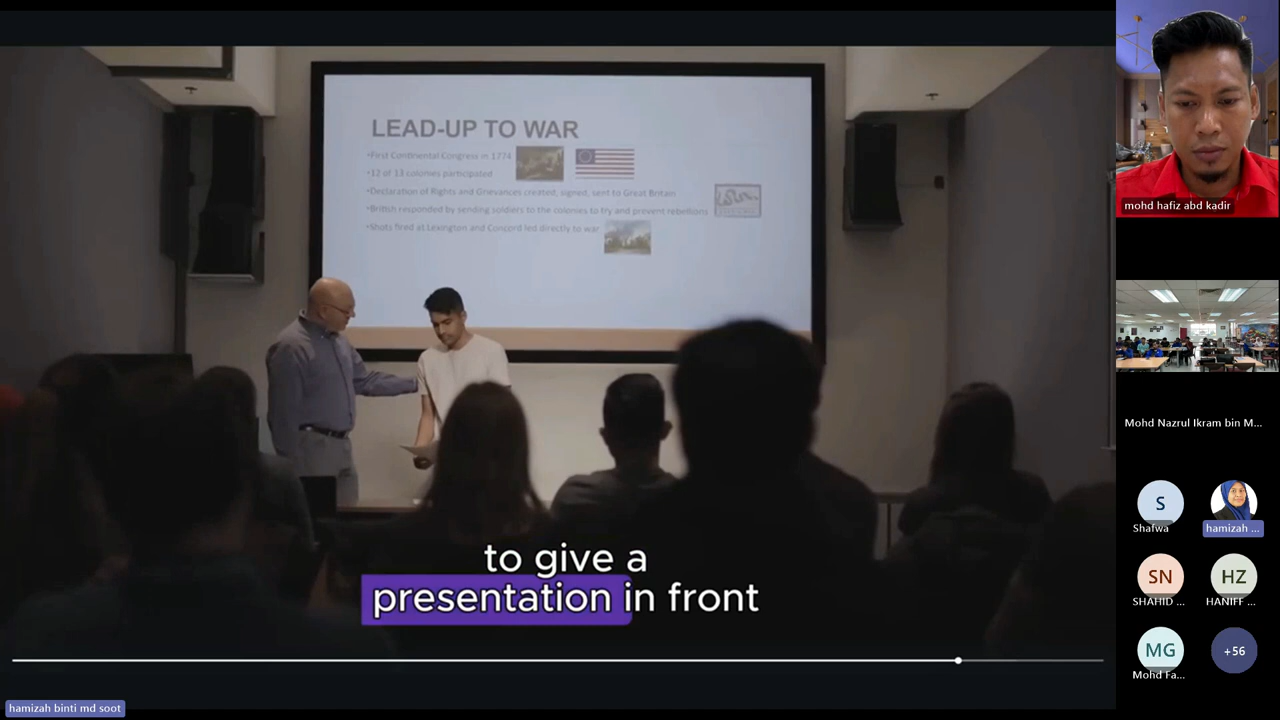 LEAD-UP TO WAR
•First Continental Congress in 1774
•12 of 13 colonies participated
•Declaration of Rights and Grievances created, signed, sent to Great Britain
•British responded by sending soldiers to the colonies to try and prevent rebellions
•Shots fired at Lexington and Concord led directly to war
to give a
presentation in front
hamizah binti md soot
mohd hafiz abd kadir
Mohd Nazrul Ikram bin M...
S
Shafwa
hamizah ...
SN
SHAHID ...
HZ
HANIFF ...
MG
Mohd Fa...
+56